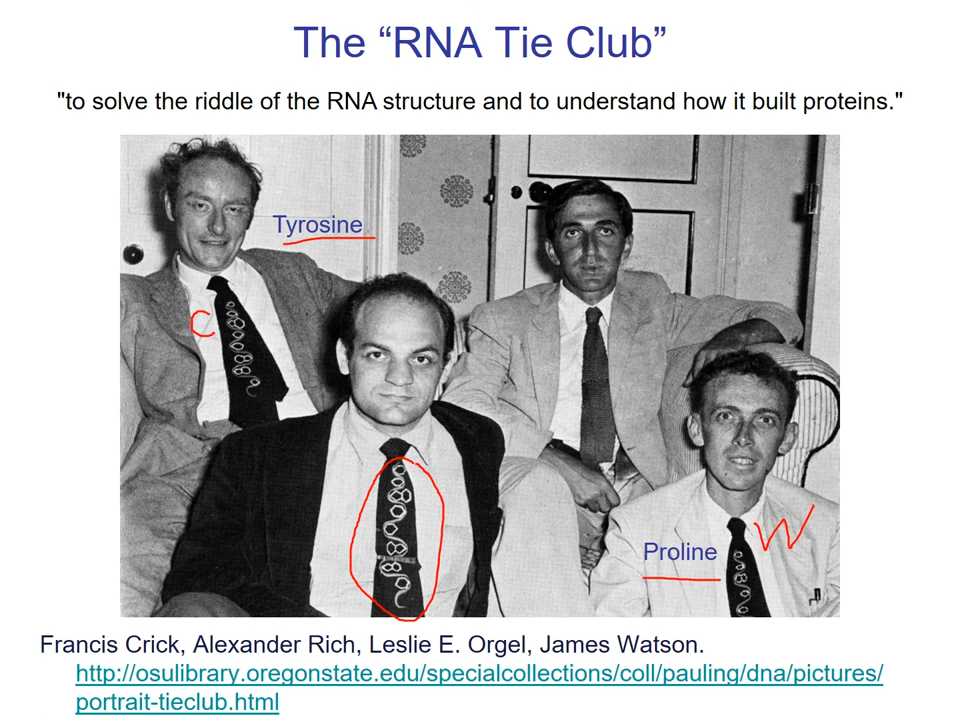 The “RNA Tie Club”
"to solve the riddle of the RNA structure and to understand how it built proteins."
Tyrosine
C
Proline
W
Francis Crick, Alexander Rich, Leslie E. Orgel, James Watson.
http://osulibrary.oregonstate.edu/specialcollections/coll/pauling/dna/pictures/
portrait-tieclub.html